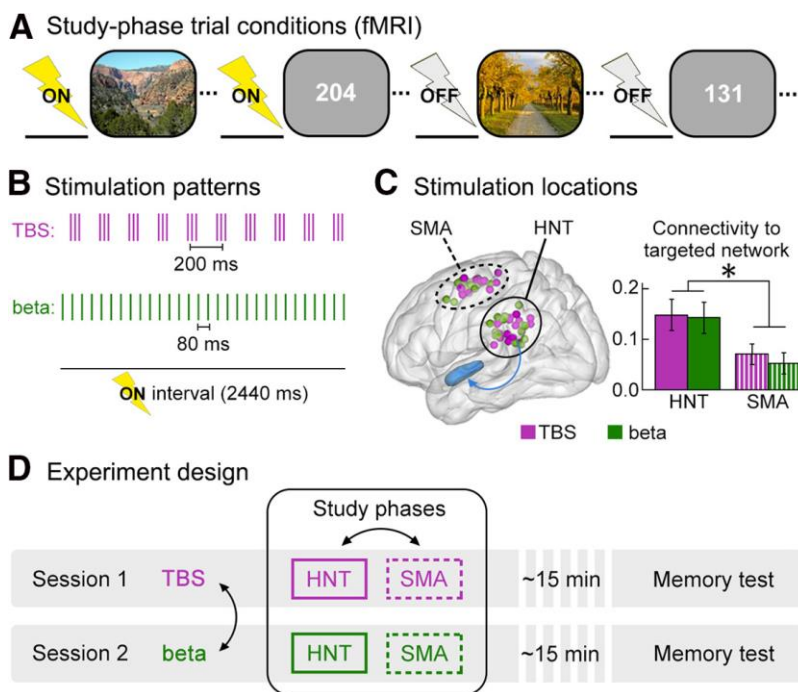 A Study-phase trial conditions (fMRI)
ON ... ON 204 ... OFF ... OFF 131 ...
B Stimulation patterns
TBS:
200 ms
beta:
80 ms
ON interval (2440 ms)
C Stimulation locations
SMA HNT
Connectivity to
targeted network
*
0.2
0.1
0.0
HNT SMA
TBS beta
D Experiment design
Study phases
Session 1 TBS HNT SMA ~15 min Memory test
Session 2 beta HNT SMA ~15 min Memory test